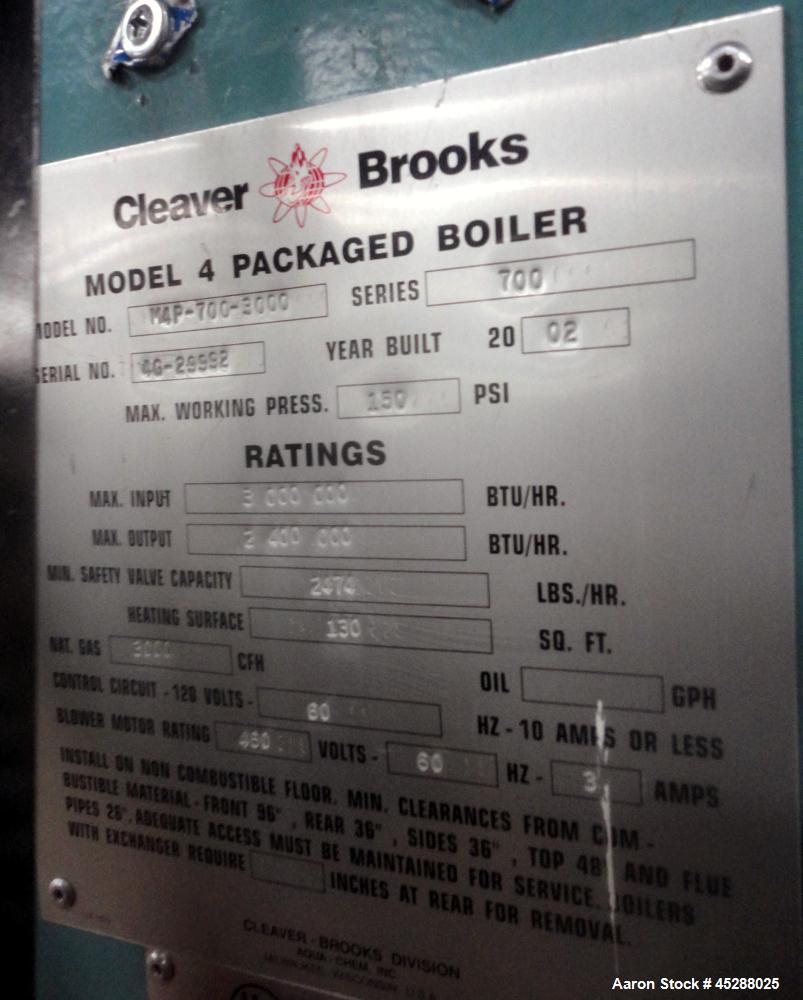 Cleaver Brooks
MODEL 4 PACKAGED BOILER
MODEL NO. M4P-700-3000 SERIES 700
SERIAL NO. 4G-29992 YEAR BUILT 20 02
MAX. WORKING PRESS. 150 PSI
RATINGS
MAX. INPUT 3 000 000 BTU/HR.
MAX. OUTPUT 2 400 000 BTU/HR.
MIN. SAFETY VALVE CAPACITY 2474 LBS./HR.
HEATING SURFACE 130 SQ. FT.
NAT. GAS 3000 CFH OIL GPH
CONTROL CIRCUIT - 120 VOLTS - 60 HZ - 10 AMPS OR LESS
BLOWER MOTOR RATING 460 VOLTS - 60 HZ - 3 AMPS
INSTALL ON NON COMBUSTIBLE FLOOR. MIN. CLEARANCES FROM COM -
BUSTIBLE MATERIAL - FRONT 96", REAR 36", SIDES 36", TOP 48" AND FLUE
PIPES 26". ADEQUATE ACCESS MUST BE MAINTAINED FOR SERVICE. BOILERS
WITH EXCHANGER REQUIRE INCHES AT REAR FOR REMOVAL.
CLEAVER - BROOKS DIVISION
AQUA - CHEM, INC.
MILWAUKEE, WISCONSIN, U.S.A.
Aaron Stock # 45288025